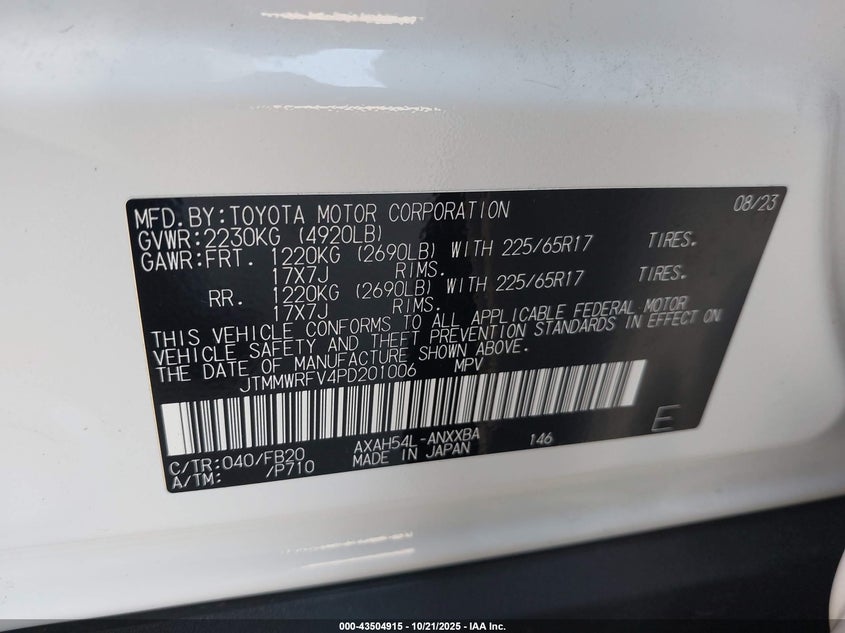 MFD.BY:TOYOTA MOTOR CORPORATION 08/23
GVWR:2230KG (4920LB)
GAWR:FRT. 1220KG (2690LB) WITH 225/65R17 TIRES.
17X7J RIMS.
RR. 1220KG (2690LB) WITH 225/65R17 TIRES.
17X7J RIMS.
THIS VEHICLE CONFORMS TO ALL APPLICABLE FEDERAL MOTOR
VEHICLE SAFETY AND THEFT PREVENTION STANDARDS IN EFFECT ON
THE DATE OF MANUFACTURE SHOWN ABOVE.
JTMMWRFV4PD201006 MPV
E
C/TR:040/FB20 AXAH54L-ANXXBA 146
A/TM: /P710 MADE IN JAPAN
000-43504915 - 10/21/2025 - IAA Inc.